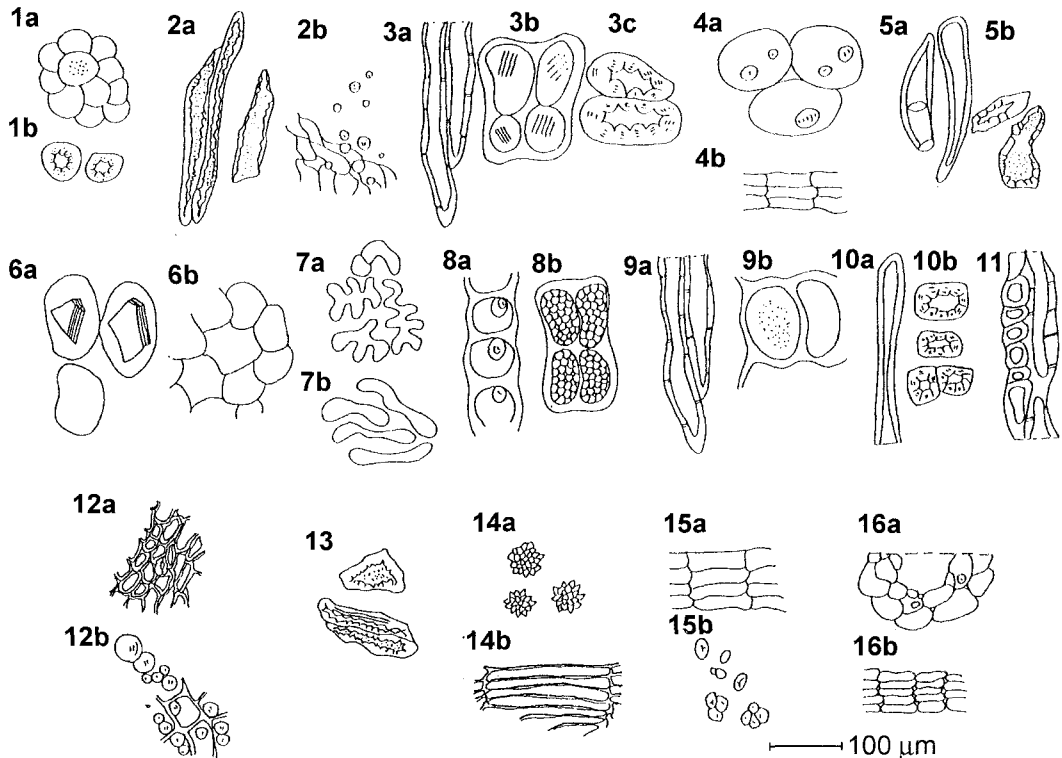 1a 2a 2b 3a 3b 3c 4a 5a 5b
1b 4b
6a 6b 7a 8a 8b 9a 9b 10a 10b 11
7b
12a 13 14a 15a 16a
12b 14b 15b 16b
100 μm